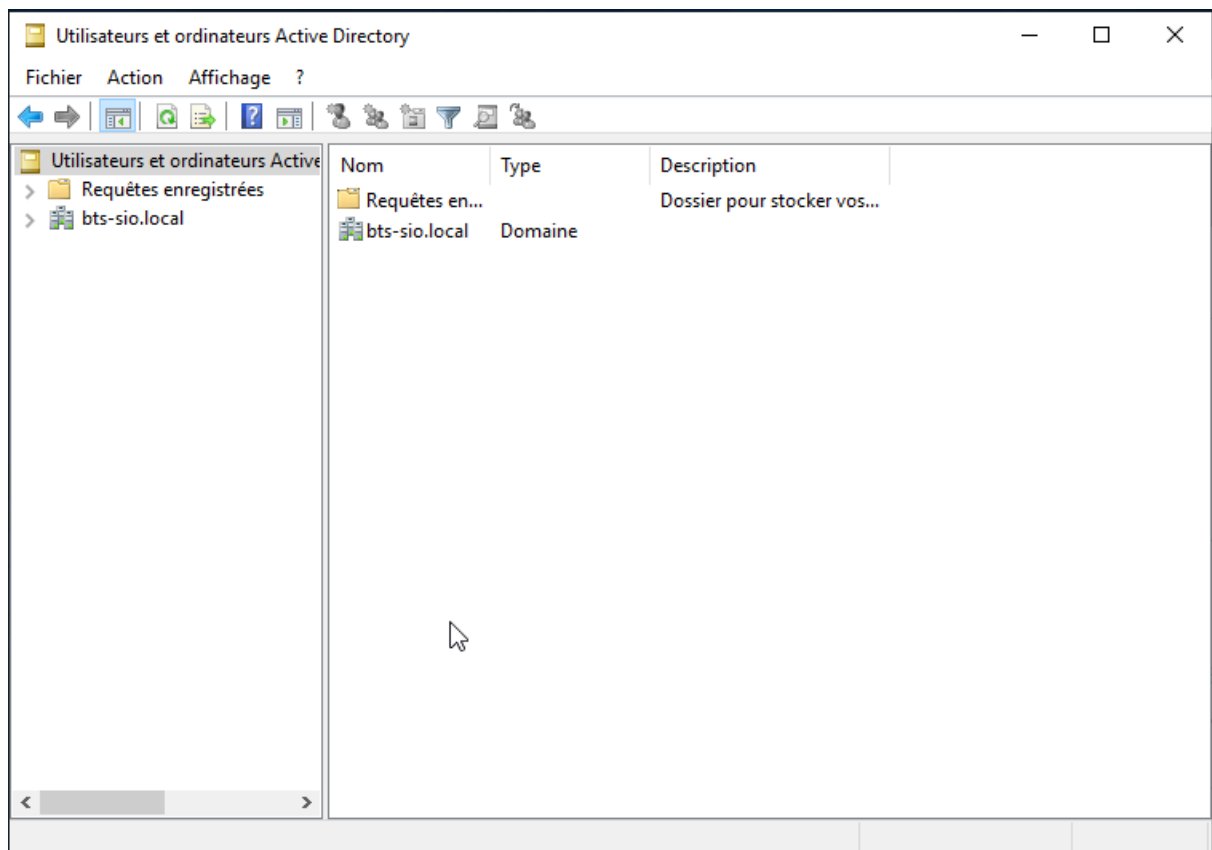 Utilisateurs et ordinateurs Active Directory
Fichier Action Affichage ?
Utilisateurs et ordinateurs Active
Requêtes enregistrées
bts-sio.local
Nom Type Description
Requêtes en... Dossier pour stocker vos...
bts-sio.local Domaine